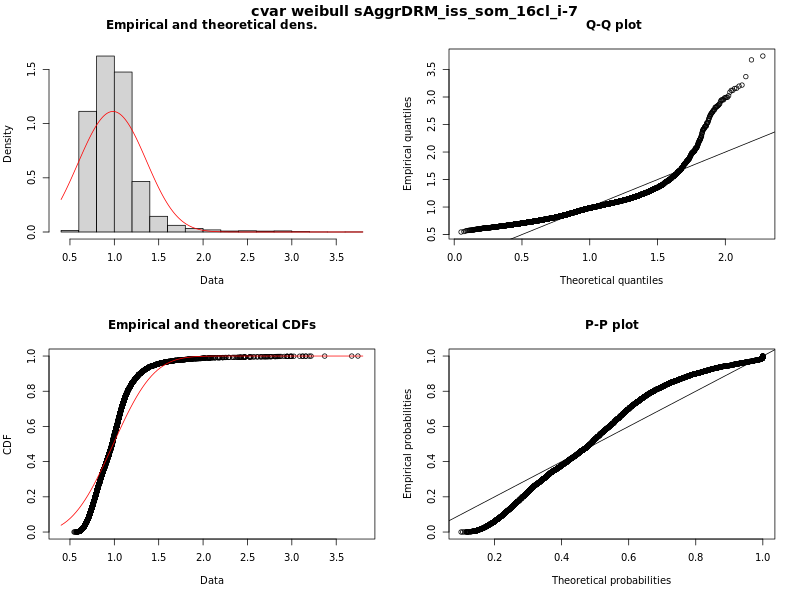 cvar weibull sAggrDRM_iss_som_16cl_i-7
Empirical and theoretical dens.
Density
0.0 0.5 1.0 1.5
0.5 1.0 1.5 2.0 2.5 3.0 3.5
Data
Q-Q plot
Empirical quantiles
0.5 1.0 1.5 2.0 2.5 3.0 3.5
0.0 0.5 1.0 1.5 2.0
Theoretical quantiles
Empirical and theoretical CDFs
CDF
0.0 0.2 0.4 0.6 0.8 1.0
0.5 1.0 1.5 2.0 2.5 3.0 3.5
Data
P-P plot
Empirical probabilities
0.0 0.2 0.4 0.6 0.8 1.0
0.2 0.4 0.6 0.8 1.0
Theoretical probabilities